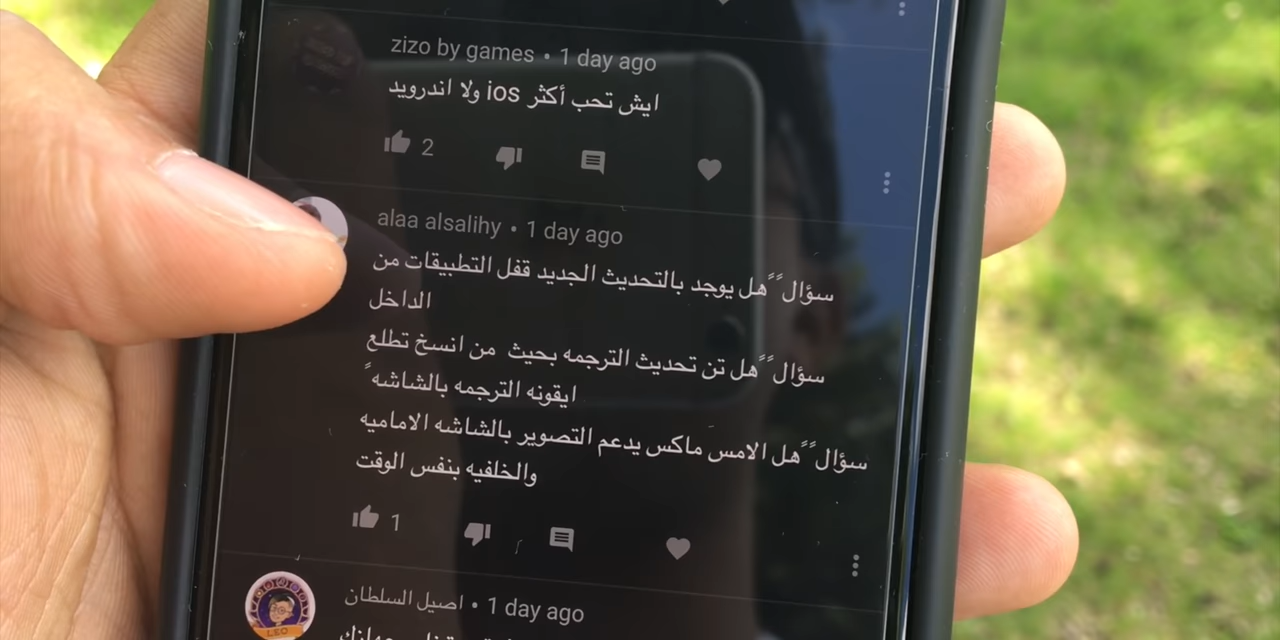 zizo by games • 1 day ago
ايش تحب أكثر ios ولا اندرويد
2
alaa alsalihy • 1 day ago
سؤال ًً هل يوجد بالتحديث الجديد قفل التطبيقات من
الداخل
سؤال ًً هل تن تحديث الترجمه بحيث من انسخ تطلع
ايقونه الترجمه بالشاشه ً
سؤال ًً هل الامس ماكس يدعم التصوير بالشاشه الاماميه
والخلفيه بنفس الوقت
1
اصيل السلطان • 1 day ago
LEO